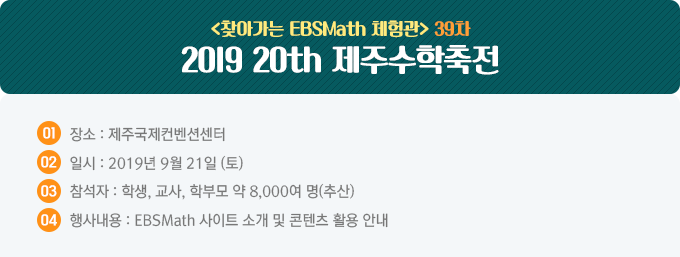 <찾아가는 EBSMath 체험관> 39차
2019 20th 제주수학축전
01 장소 : 제주국제컨벤션센터
02 일시 : 2019년 9월 21일 (토)
03 참석자 : 학생, 교사, 학부모 약 8,000여 명(추산)
04 행사내용 : EBSMath 사이트 소개 및 콘텐츠 활용 안내